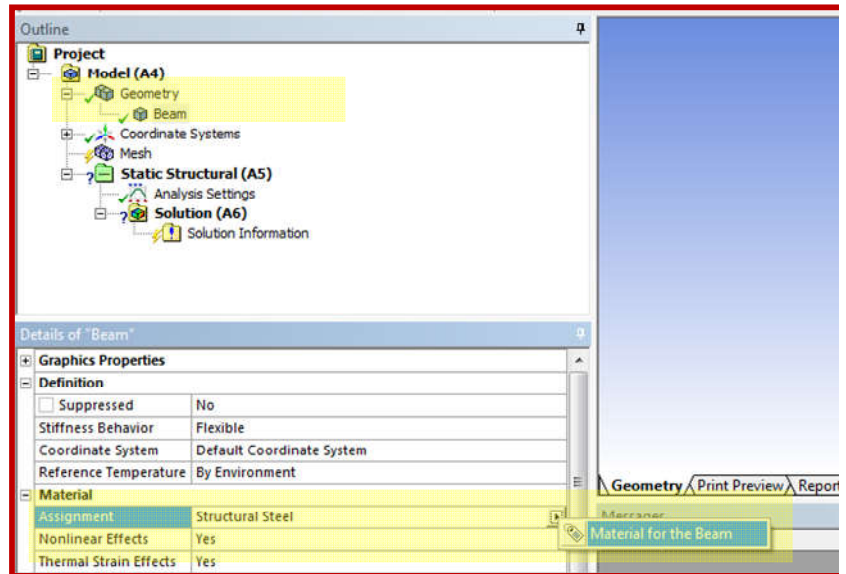 Outline
Project
Model (A4)
Geometry
Beam
Coordinate Systems
Mesh
Static Structural (A5)
Analysis Settings
Solution (A6)
Solution Information
Details of "Beam"
Graphics Properties
Definition
Suppressed No
Stiffness Behavior Flexible
Coordinate System Default Coordinate System
Reference Temperature By Environment
Material
Assignment Structural Steel
Nonlinear Effects Yes
Thermal Strain Effects Yes
Geometry Print Preview Report
Messages
Material for the Beam